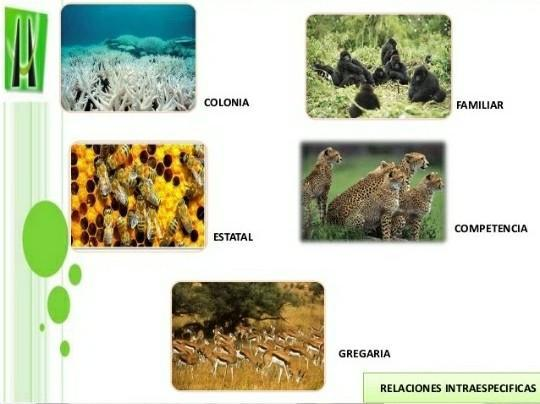 COLONIA
FAMILIAR
ESTATAL
COMPETENCIA
GREGARIA
RELACIONES INTRAESPECIFICAS